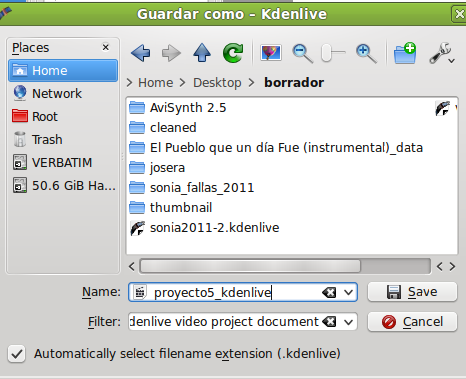 Guardar como – Kdenlive
Places
Home
Network
Root
Trash
VERBATIM
50.6 GiB Ha...
> Home > Desktop > borrador
AviSynth 2.5
cleaned
El Pueblo que un día Fue (instrumental)_data
josera
sonia_fallas_2011
thumbnail
sonia2011-2.kdenlive
Name: proyecto5_kdenlive
Save
Filter: denlive video project document
Cancel
Automatically select filename extension (.kdenlive)